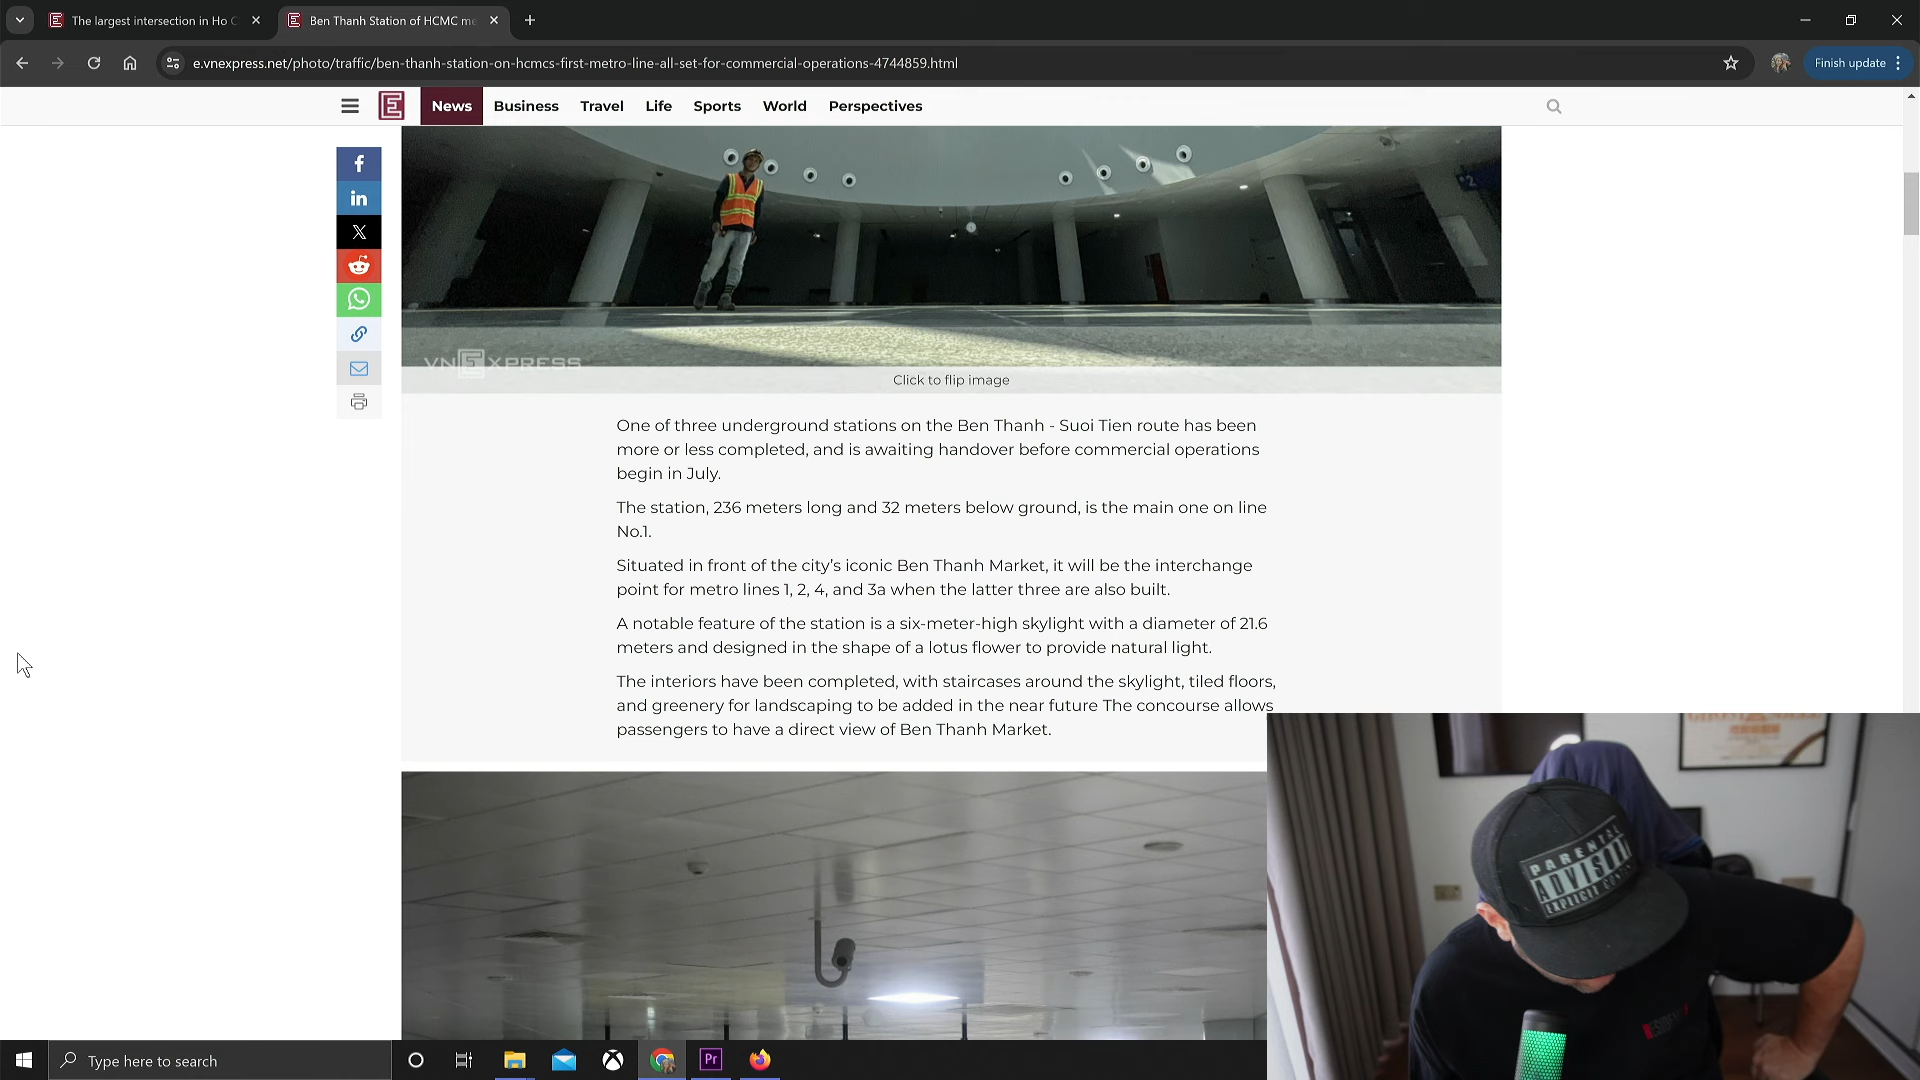 The largest intersection in Ho C
Ben Thanh Station of HCMC me
e.vnexpress.net/photo/traffic/ben-thanh-station-on-hcmcs-first-metro-line-all-set-for-commercial-operations-4744859.html
Finish update
E News Business Travel Life Sports World Perspectives
f
in
X
VNEXPRESS
Click to flip image
One of three underground stations on the Ben Thanh - Suoi Tien route has been
more or less completed, and is awaiting handover before commercial operations
begin in July.
The station, 236 meters long and 32 meters below ground, is the main one on line
No.1.
Situated in front of the city’s iconic Ben Thanh Market, it will be the interchange
point for metro lines 1, 2, 4, and 3a when the latter three are also built.
A notable feature of the station is a six-meter-high skylight with a diameter of 21.6
meters and designed in the shape of a lotus flower to provide natural light.
The interiors have been completed, with staircases around the skylight, tiled floors,
and greenery for landscaping to be added in the near future The concourse allows
passengers to have a direct view of Ben Thanh Market.
PARENTAL
ADVISORY
Type here to search
Pr